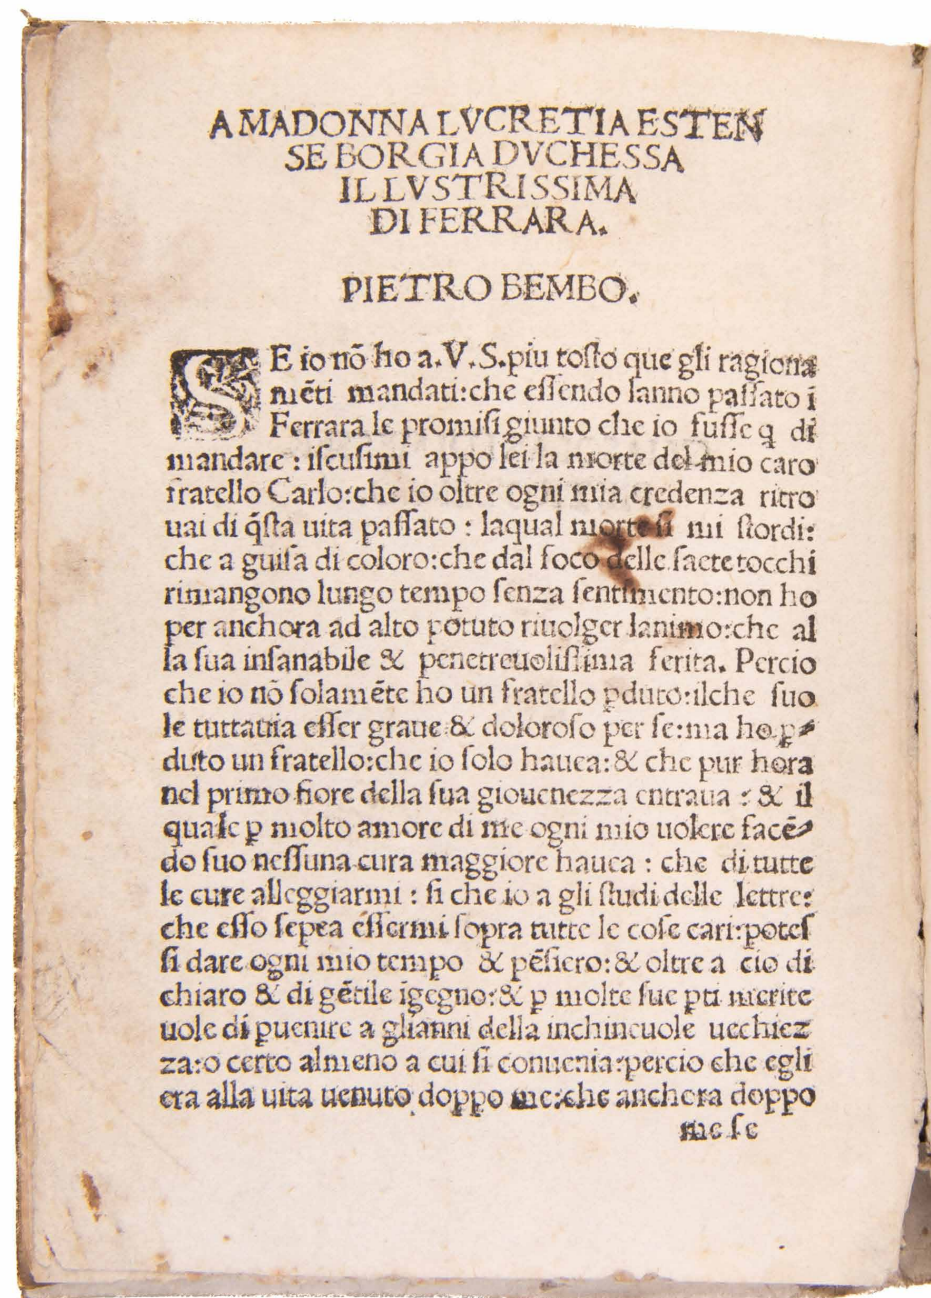 A MADONNA LVCRETIA ESTEN
SE BORGIA DVCHESSA
ILLVSTRISSIMA
DI FERRARA.
PIETRO BEMBO.
SE io nō ho a.V.S.piu toſto que gli ragiona
mēti mandati:che eſſendo lanno paſſato ī
Ferrara le promiſi,giunto che io fuſſe q di
mandare : iſcuſimi appo lei la morte del mio caro
fratello Carlo:che io oltre ogni mia credenza ritro
uai di q̄ſta uita paſſato : laqual morte ſi mi ſtordi:
che a guiſa di coloro:che dal foco delle ſaete tocchi
rimangono lungo tempo ſenza ſentimento:non ho
per anchora ad alto potuto riuolger lanimo:che al
la ſua inſanabile & penetreuoliſſima ferita. Percio
che io nō ſolamēte ho un fratello ꝑduto:ilche ſuo
le tuttauia eſſer graue & doloroſo per ſe:ma ho ꝑ⸗
duto un fratello:che io ſolo hauea:& che pur hora
nel primo fiore della ſua giouenezza entraua : & il
quale ꝑ molto amore di me ogni mio uolere facē⸗
do ſuo neſſuna cura maggiore hauea : che di tutte
le cure alleggiarmi : ſi che io a gli ſtudi delle lettre:
che eſſo ſepea eſſermi ſopra tutte le coſe cari:poteſ
ſi dare ogni mio tempo & pēſiero:& oltre a cio di
chiaro & di gētile īgegno:& ꝑ molte ſue ꝑti merite
uole di ꝑuenire a glianni della inchineuole uechiez
za:o certo almeno a cui ſi conuenia:percio che egli
era alla uita uenuto doppo me:che anchora doppo
me ſe